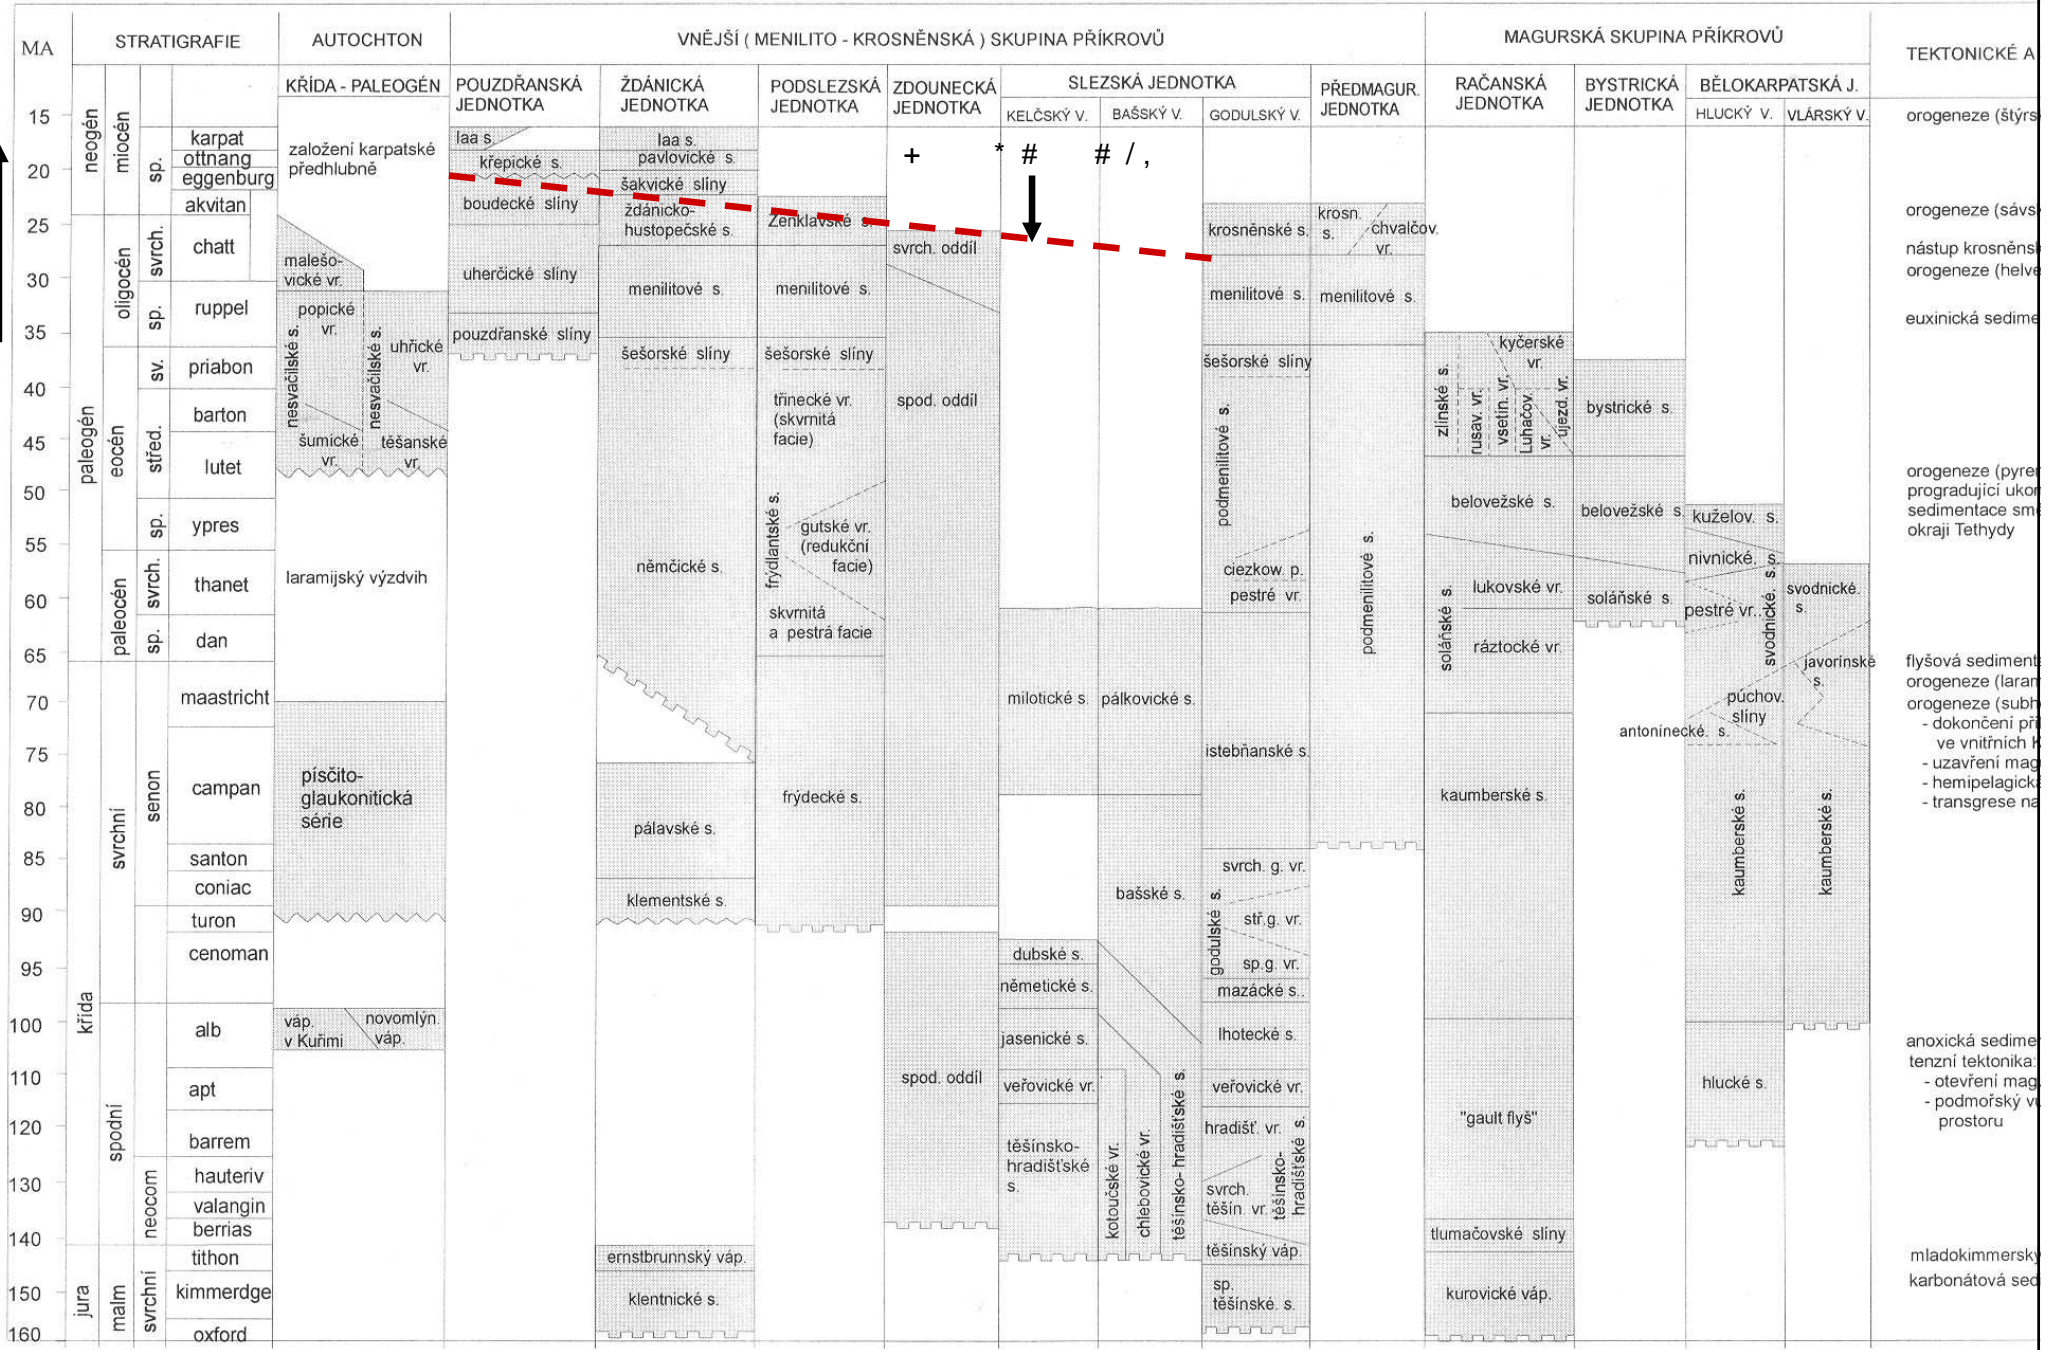 MA
STRATIGRAFIE
AUTOCHTON
VNĚJŠÍ ( MENILITO - KROSNĚNSKÁ ) SKUPINA PŘÍKROVŮ
MAGURSKÁ SKUPINA PŘÍKROVŮ
TEKTONICKÉ A
KŘÍDA - PALEOGÉN
POUZDŘANSKÁ
JEDNOTKA
ŽDÁNICKÁ
JEDNOTKA
PODSLEZSKÁ
JEDNOTKA
ZDOUNECKÁ
JEDNOTKA
SLEZSKÁ JEDNOTKA
KELČSKÝ V.
BAŠSKÝ V.
GODULSKÝ V.
PŘEDMAGUR.
JEDNOTKA
RAČANSKÁ
JEDNOTKA
BYSTRICKÁ
JEDNOTKA
BĚLOKARPATSKÁ J.
HLUCKÝ V.
VLÁRSKÝ V.
15
20
25
30
35
40
45
50
55
60
65
70
75
80
85
90
95
100
110
120
130
140
150
160
neogén
paleogén
křída
jura
miocén
oligocén
eocén
paleocén
svrchní
spodní
malm
sp.
svrch.
sp.
sv.
střed.
sp.
svrch.
sp.
senon
neocom
svrchní
karpat
ottnang
eggenburg
akvitan
chatt
ruppel
priabon
barton
lutet
ypres
thanet
dan
maastricht
campan
santon
coniac
turon
cenoman
alb
apt
barrem
hauteriv
valangin
berrias
tithon
kimmerdge
oxford
založení karpatské
předhlubně
malešo-
vické vr.
nesvačilské s.
popické
vr.
nesvačilské s.
uhřické
vr.
šumické
vr.
těšanské
vr.
laramijský výzdvih
písčito-
glaukonitická
série
váp.
v Kuřimi
novomlýn.
váp.
laa s.
křepické s.
boudecké slíny
uherčické slíny
pouzdřanské slíny
laa s.
pavlovické s.
šakvické slíny
ždánicko-
hustopečské s.
menilitové s.
šešorské slíny
němčické s.
pálavské s.
klementské s.
ernstbrunnský váp.
klentnické s.
Ženklavské s.
menilitové s.
šešorské slíny
třinecké vr.
(skvrnitá
facie)
frýdlantské s.
gutské vr.
(redukční
facie)
skvrnitá
a pestrá facie
frýdecké s.
+ * # # / ,
svrch. oddíl
spod. oddíl
spod. oddíl
milotické s.
dubské s.
němetické s.
jasenické s.
veřovické vr.
těšínsko-
hradišťské
s.
pálkovické s.
bašské s.
kotoučské vr.
chlebovické vr.
těšínsko- hradišťské s.
krosněnské s.
menilitové s.
šešorské slíny
podmenilitové s.
ciezkow. p.
pestré vr.
istebňanské s.
godulské s.
svrch. g. vr.
stř.g. vr.
sp.g. vr.
mazácké s..
lhotecké s.
veřovické vr.
hradišť. vr.
těšínsko-
hradišťské s.
svrch.
těšín. vr.
těšínský váp.
sp.
těšínské. s.
krosn.
s.
chvalčov.
vr.
menilitové s.
podmenilitové s.
zlínské s.
rusav. vr.
vsetín. vr,
kyčerské
vr.
Luhačov.
vr.
újezd. vr.
belovežské s.
soláňské s.
lukovské vr.
ráztocké vr.
kaumberské s.
"gault flyš"
tlumačovské slíny
kurovické váp.
bystrické s.
belovežské s.
soláňské s.
antonínecké. s.
kuželov. s.
nivnické. s.
pestré vr..
svodnické. s.
púchov.
slíny
kaumberské s.
hlucké s.
svodnické.
s.
javorinské
s.
kaumberské s.
orogeneze (štýrs
orogeneze (sávs
nástup krosněnsk
orogeneze (helve
euxinická sedime
orogeneze (pyren
progradující ukon
sedimentace smě
okraji Tethydy
flyšová sediment
orogeneze (laram
orogeneze (subh
- dokončení pří
ve vnitřních K
- uzavření mag
- hemipelagická
- transgrese na
anoxická sedime
tenzní tektonika:
- otevření mag.
- podmořský vu
prostoru
mladokimmerský
karbonátová sed